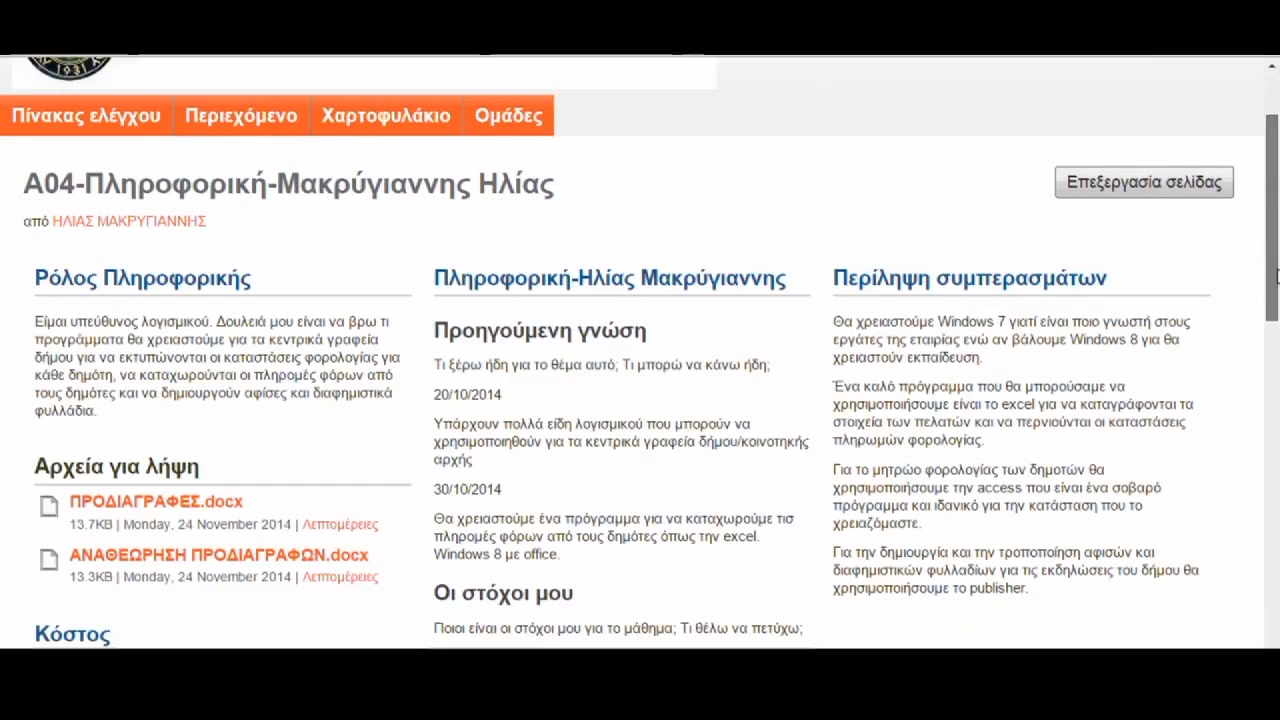 1931
Πίνακας ελέγχου
Περιεχόμενο
Χαρτοφυλάκιο
Ομάδες
Α04-Πληροφορική-Μακρύγιαννης Ηλίας
Επεξεργασία σελίδας
από ΗΛΙΑΣ ΜΑΚΡΥΓΙΑΝΝΗΣ
Ρόλος Πληροφορικής
Είμαι υπεύθυνος λογισμικού. Δουλειά μου είναι να βρω τι
προγράμματα θα χρειαστούμε για τα κεντρικά γραφεία
δήμου για να εκτυπώνονται οι καταστάσεις φορολογίας για
κάθε δημότη, να καταχωρούνται οι πληρομές φόρων από
τους δημότες και να δημιουργούν αφίσες και διαφημιστικά
φυλλάδια.
Αρχεία για λήψη
ΠΡΟΔΙΑΓΡΑΦΕΣ.docx
13.7KB | Monday, 24 November 2014 | Λεπτομέρειες
ΑΝΑΘΕΩΡΗΣΗ ΠΡΟΔΙΑΓΡΑΦΩΝ.docx
13.3KB | Monday, 24 November 2014 | Λεπτομέρειες
Κόστος
Πληροφορική-Ηλίας Μακρύγιαννης
Προηγούμενη γνώση
Τι ξέρω ήδη για το θέμα αυτό; Τι μπορώ να κάνω ήδη;
20/10/2014
Υπάρχουν πολλά είδη λογισμικού που μπορούν να
χρησιμοποιηθούν για τα κεντρικά γραφεία δήμου/κοινοτηκής
αρχής
30/10/2014
Θα χρειαστούμε ένα πρόγραμμα για να καταχωρούμε τισ
πληρομές φόρων από τους δημότες όπως την excel.
Windows 8 με office.
Οι στόχοι μου
Ποιοι είναι οι στόχοι μου για το μάθημα; Τι θέλω να πετύχω;
Περίληψη συμπερασμάτων
Θα χρειαστούμε Windows 7 γιατί είναι ποιο γνωστή στους
εργάτες της εταιρίας ενώ αν βάλουμε Windows 8 για θα
χρειαστούν εκπαίδευση.
Ένα καλό πρόγραμμα που θα μπορούσαμε να
χρησιμοποιήσουμε είναι το excel για να καταγράφονται τα
στοιχεία των πελατών και να περνιούνται οι καταστάσεις
πληρωμών φορολογίας.
Για το μητρώο φορολογίας των δημοτών θα
χρησιμοποιήσουμε την access που είναι ένα σοβαρό
πρόγραμμα και ιδανικό για την κατάσταση που το
χρειαζόμαστε.
Για την δημιουργία και την τροποποίηση αφισών και
διαφημιστικών φυλλαδίων για τις εκδηλώσεις του δήμου θα
χρησιμοποιήσουμε το publisher.